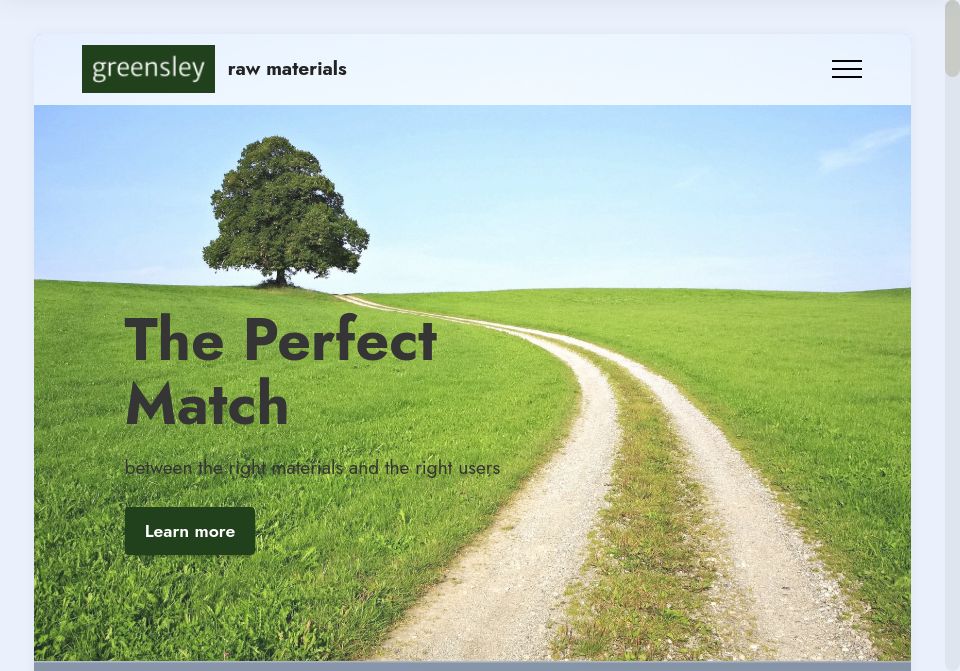 greensley
raw materials
The Perfect
Match
between the right materials and the right users
Learn more